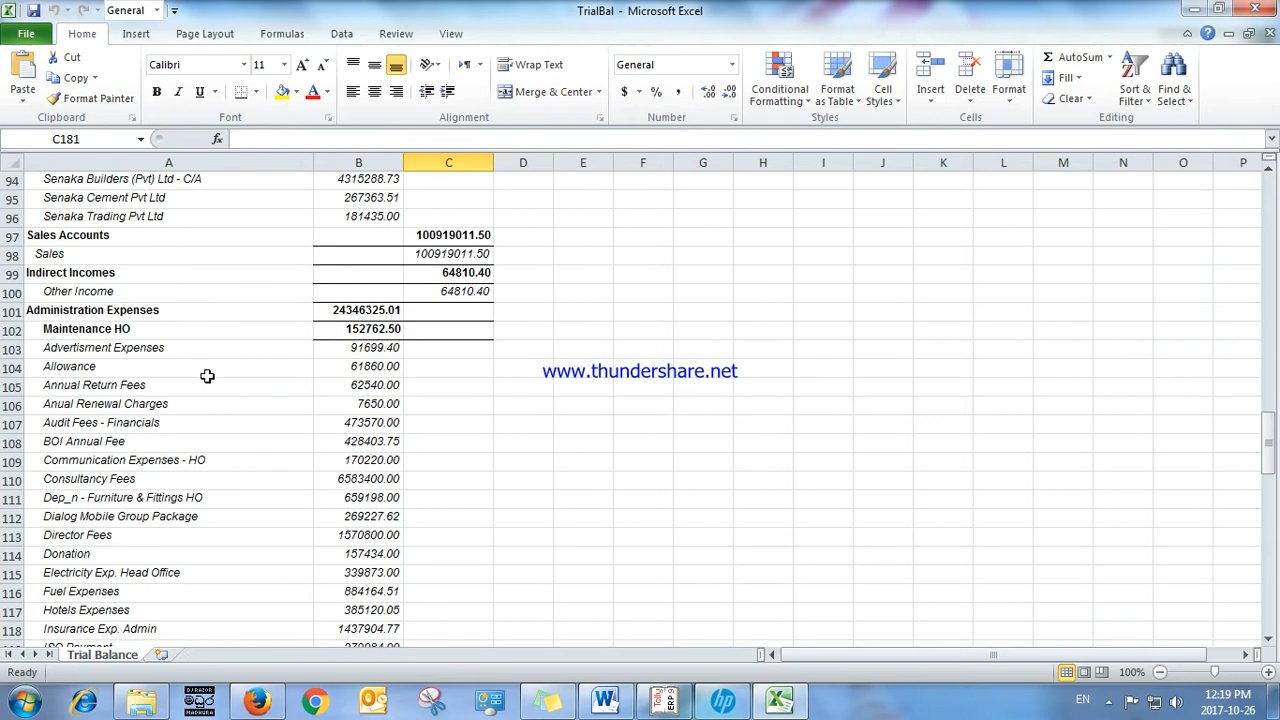 TrialBal - Microsoft Excel
General
File Home Insert Page Layout Formulas Data Review View
Paste Cut Copy Format Painter Clipboard
Calibri 11 Font
Wrap Text Merge & Center Alignment
General Number
Conditional Formatting Format as Table Cell Styles Styles
Insert Delete Format Cells
AutoSum Fill Clear Sort & Filter Find & Select Editing
C181 fx
A B C D E F G H I J K L M N O P
94 Senaka Builders (Pvt) Ltd - C/A 4315288.73
95 Senaka Cement Pvt Ltd 267363.51
96 Senaka Trading Pvt Ltd 181435.00
97 Sales Accounts 100919011.50
98 Sales 100919011.50
99 Indirect Incomes 64810.40
100 Other Income 64810.40
101 Administration Expenses 24346325.01
102 Maintenance HO 152762.50
103 Advertisment Expenses 91699.40
104 Allowance 61860.00
www.thundershare.net
105 Annual Return Fees 62540.00
106 Anual Renewal Charges 7650.00
107 Audit Fees - Financials 473570.00
108 BOI Annual Fee 428403.75
109 Communication Expenses - HO 170220.00
110 Consultancy Fees 6583400.00
111 Dep_n - Furniture & Fittings HO 659198.00
112 Dialog Mobile Group Package 269227.62
113 Director Fees 1570800.00
114 Donation 157434.00
115 Electricity Exp. Head Office 339873.00
116 Fuel Expenses 884164.51
117 Hotels Expenses 385120.05
118 Insurance Exp. Admin 1437904.77
Trial Balance
Ready 100%
EN 12:19 PM
2017-10-26